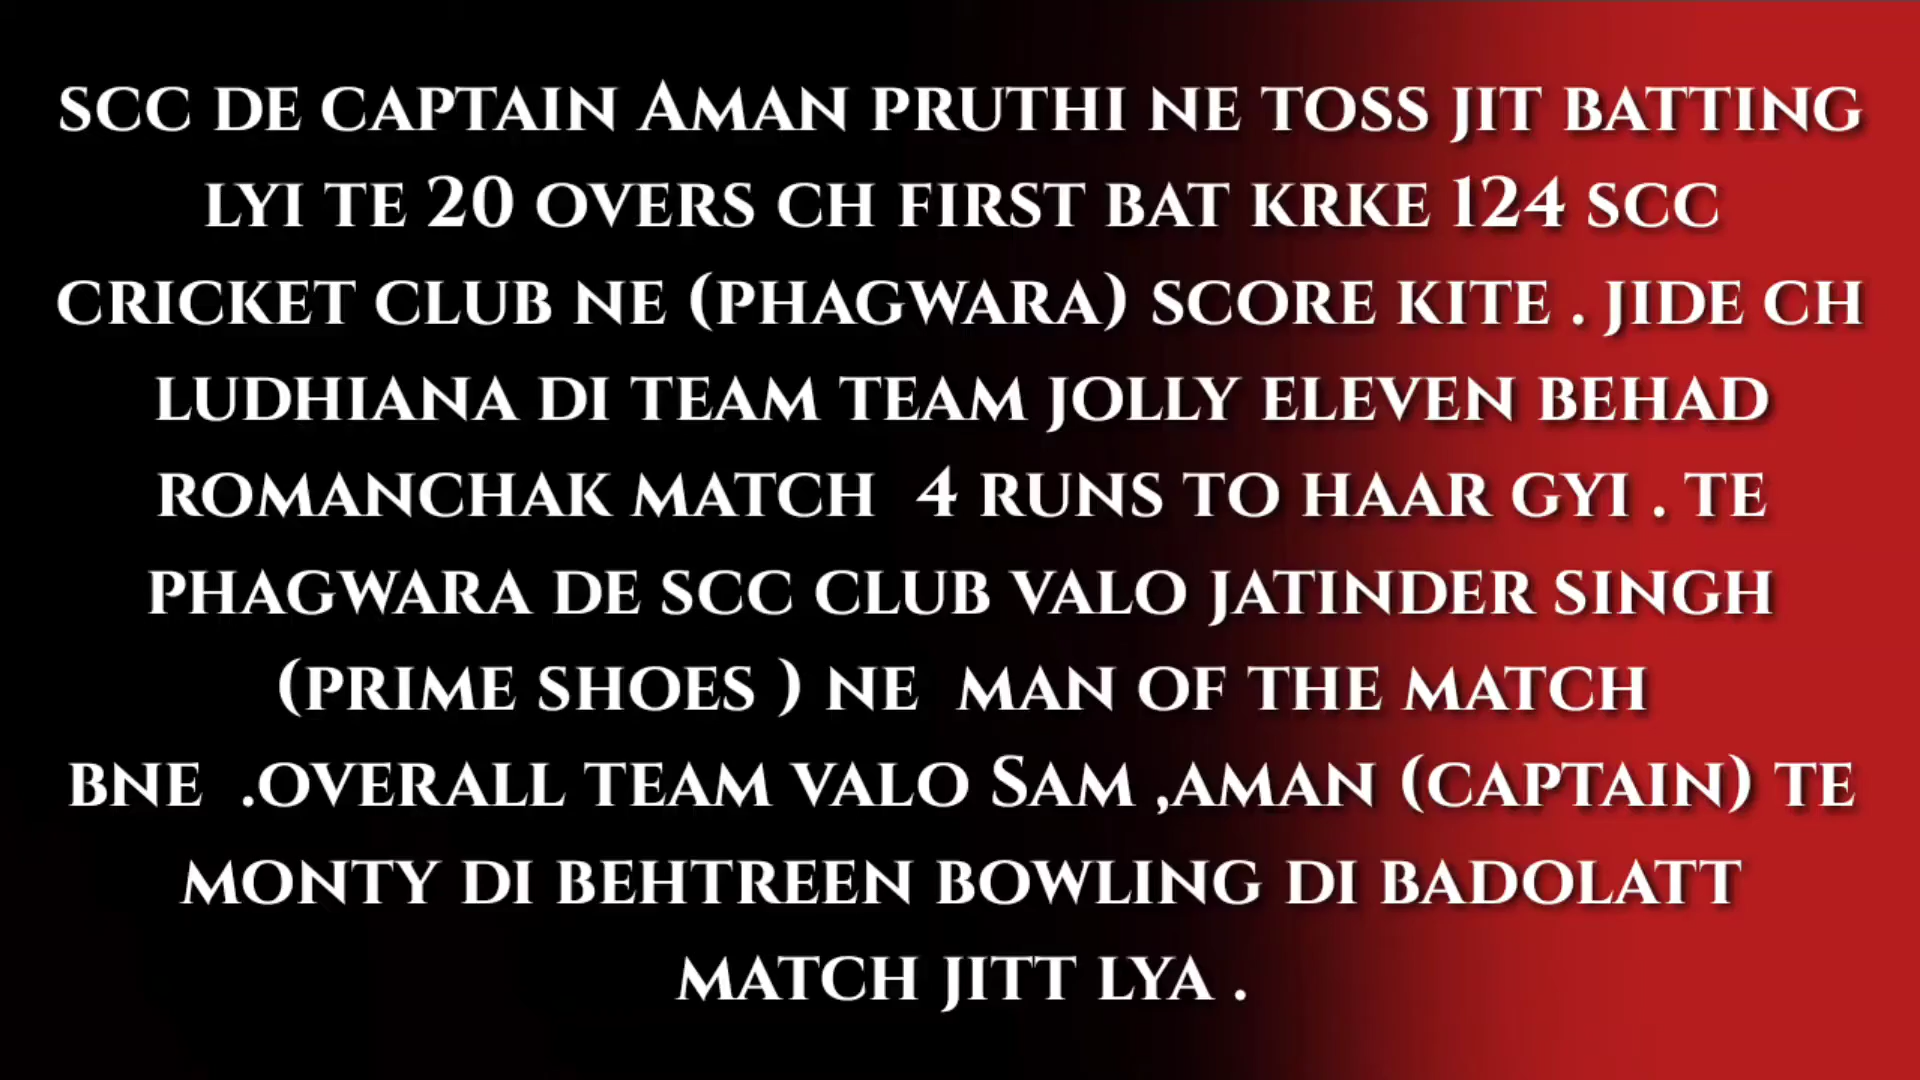 SCC DE CAPTAIN AMAN PRUTHI NE TOSS JIT BATTING
LYI TE 20 OVERS CH FIRST BAT KRKE 124 SCC
CRICKET CLUB NE (PHAGWARA) SCORE KITE . JIDE CH
LUDHIANA DI TEAM TEAM JOLLY ELEVEN BEHAD
ROMANCHAK MATCH  4 RUNS TO HAAR GYI . TE
PHAGWARA DE SCC CLUB VALO JATINDER SINGH
(PRIME SHOES ) NE  MAN OF THE MATCH
BNE  .OVERALL TEAM VALO SAM ,AMAN (CAPTAIN) TE
MONTY DI BEHTREEN BOWLING DI BADOLATT
MATCH JITT LYA .